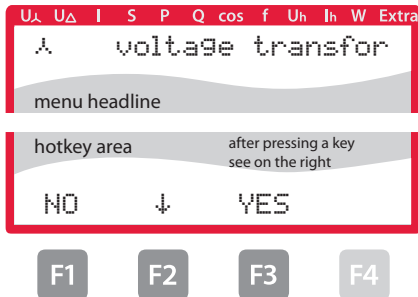 U⅄ U△ I S P Q cos f Uh Ih W Extra
⅄ voltage transfor
menu headline
hotkey area
after pressing a key
see on the right
NO ↓ YES
F1 F2 F3 F4